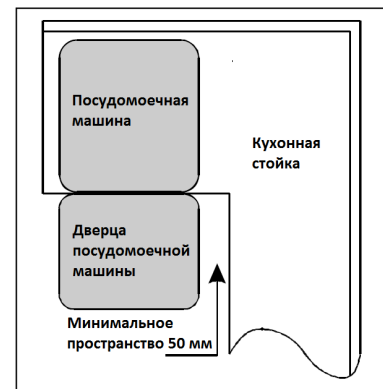 Посудомоечная
машина
Кухонная
стойка
Дверца
посудомоечной
машины
Минимальное
пространство 50 мм